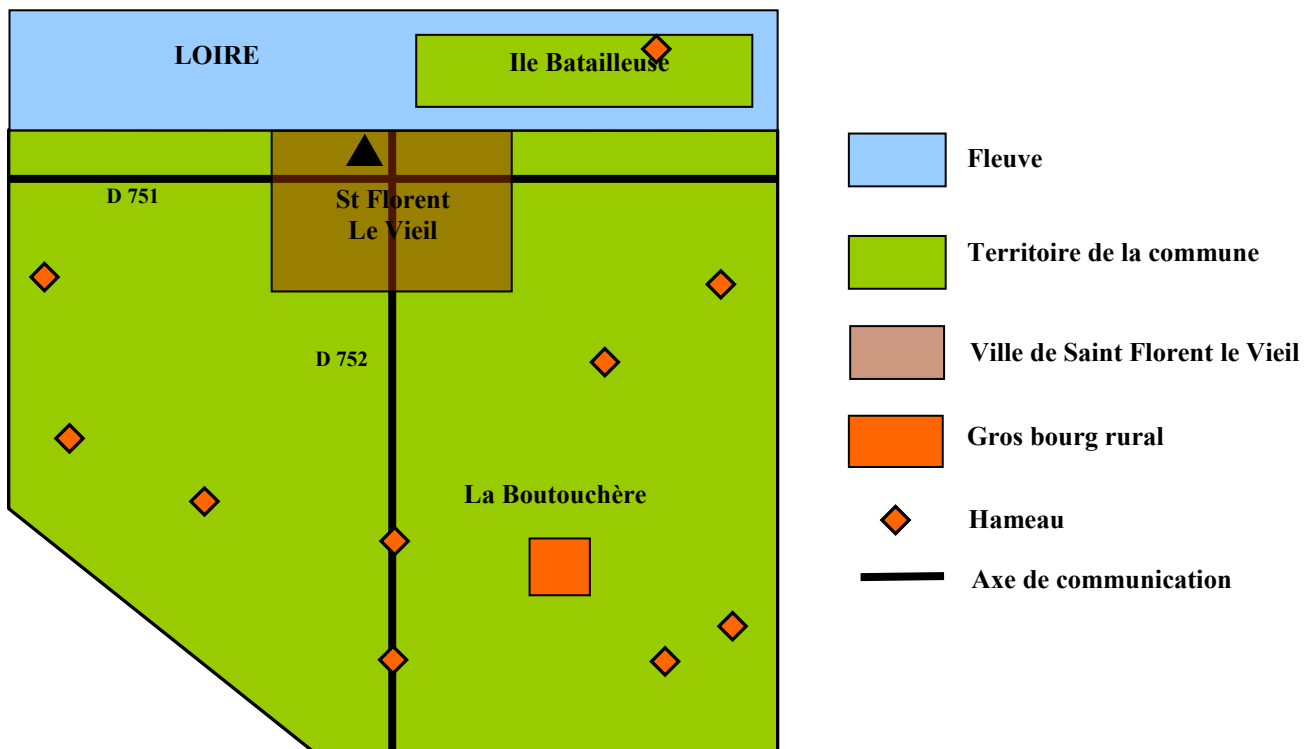 LOIRE
Ile Batailleuse
D 751
St Florent
Le Vieil
D 752
La Boutouchère
Fleuve
Territoire de la commune
Ville de Saint Florent le Vieil
Gros bourg rural
Hameau
Axe de communication